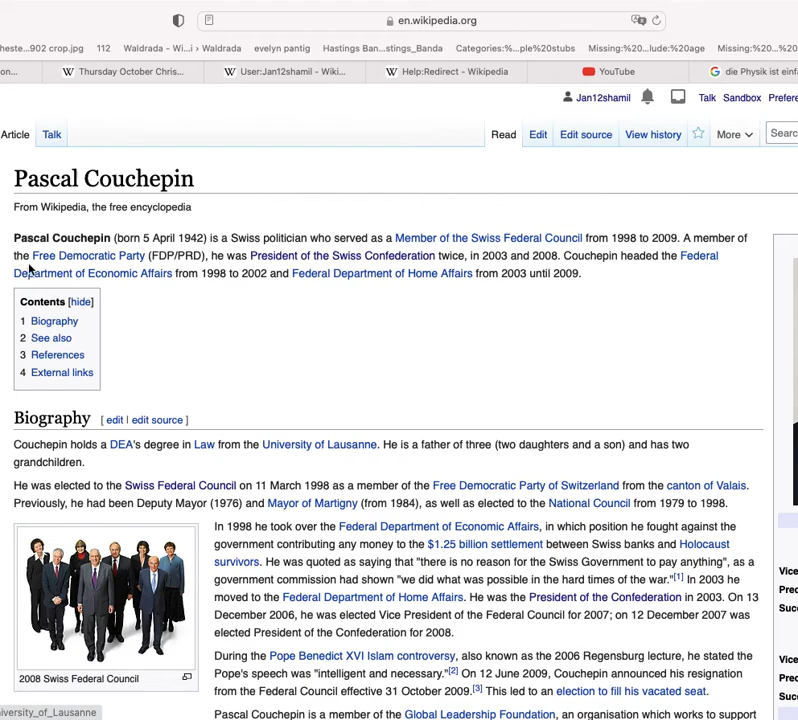 en.wikipedia.org
heste...902 crop.jpg 112 Waldrada - Wi...i › Waldrada evelyn pantig Hastings Ban...stings_Banda Categories:%...ple%20stubs Missing:%20...lude:%20age Missing:%20...%20
on... W Thursday October Chris... W User:Jan12shamil - Wiki... W Help:Redirect - Wikipedia YouTube G die Physik ist einf
Jan12shamil Talk Sandbox Prefere
Article Talk Read Edit Edit source View history More Searc
Pascal Couchepin
From Wikipedia, the free encyclopedia
Pascal Couchepin (born 5 April 1942) is a Swiss politician who served as a Member of the Swiss Federal Council from 1998 to 2009. A member of
the Free Democratic Party (FDP/PRD), he was President of the Swiss Confederation twice, in 2003 and 2008. Couchepin headed the Federal
Department of Economic Affairs from 1998 to 2002 and Federal Department of Home Affairs from 2003 until 2009.
Contents [hide]
1 Biography
2 See also
3 References
4 External links
Biography [ edit | edit source ]
Couchepin holds a DEA's degree in Law from the University of Lausanne. He is a father of three (two daughters and a son) and has two
grandchildren.
He was elected to the Swiss Federal Council on 11 March 1998 as a member of the Free Democratic Party of Switzerland from the canton of Valais.
Previously, he had been Deputy Mayor (1976) and Mayor of Martigny (from 1984), as well as elected to the National Council from 1979 to 1998.
In 1998 he took over the Federal Department of Economic Affairs, in which position he fought against the
government contributing any money to the $1.25 billion settlement between Swiss banks and Holocaust
survivors. He was quoted as saying that "there is no reason for the Swiss Government to pay anything", as a
government commission had shown "we did what was possible in the hard times of the war."[1] In 2003 he
moved to the Federal Department of Home Affairs. He was the President of the Confederation in 2003. On 13
December 2006, he was elected Vice President of the Federal Council for 2007; on 12 December 2007 was
elected President of the Confederation for 2008.
2008 Swiss Federal Council
During the Pope Benedict XVI Islam controversy, also known as the 2006 Regensburg lecture, he stated the
Pope's speech was "intelligent and necessary."[2] On 12 June 2009, Couchepin announced his resignation
from the Federal Council effective 31 October 2009.[3] This led to an election to fill his vacated seat.
Pascal Couchepin is a member of the Global Leadership Foundation, an organisation which works to support
Vice
Prec
Suc
Vice
Prec
Suc
niversity_of_Lausanne